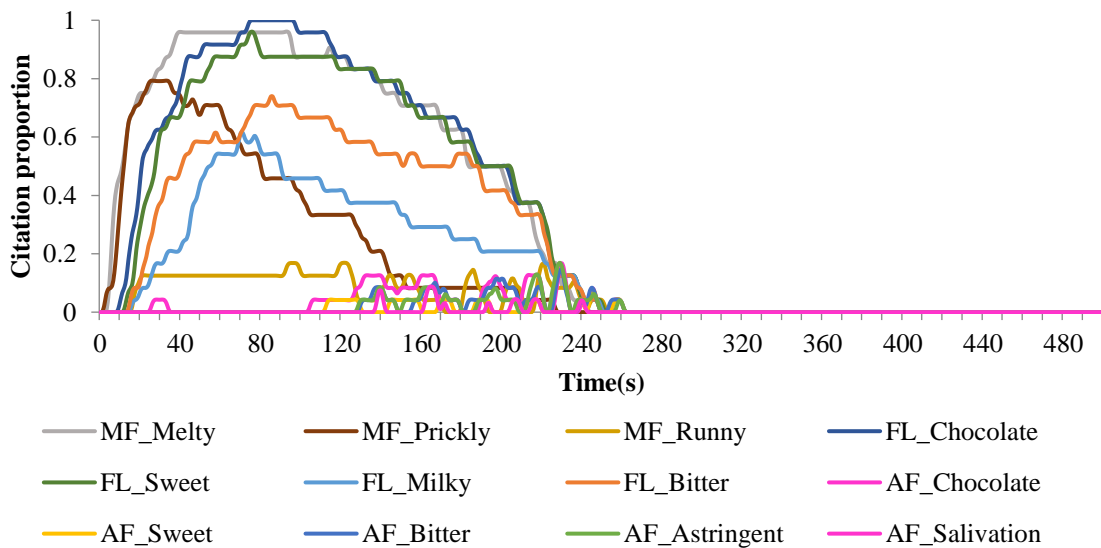 1
0.8
0.6
0.4
0.2
0
Citation proportion
0 40 80 120 160 200 240 280 320 360 400 440 480
Time(s)
MF_Melty MF_Prickly MF_Runny FL_Chocolate
FL_Sweet FL_Milky FL_Bitter AF_Chocolate
AF_Sweet AF_Bitter AF_Astringent AF_Salivation